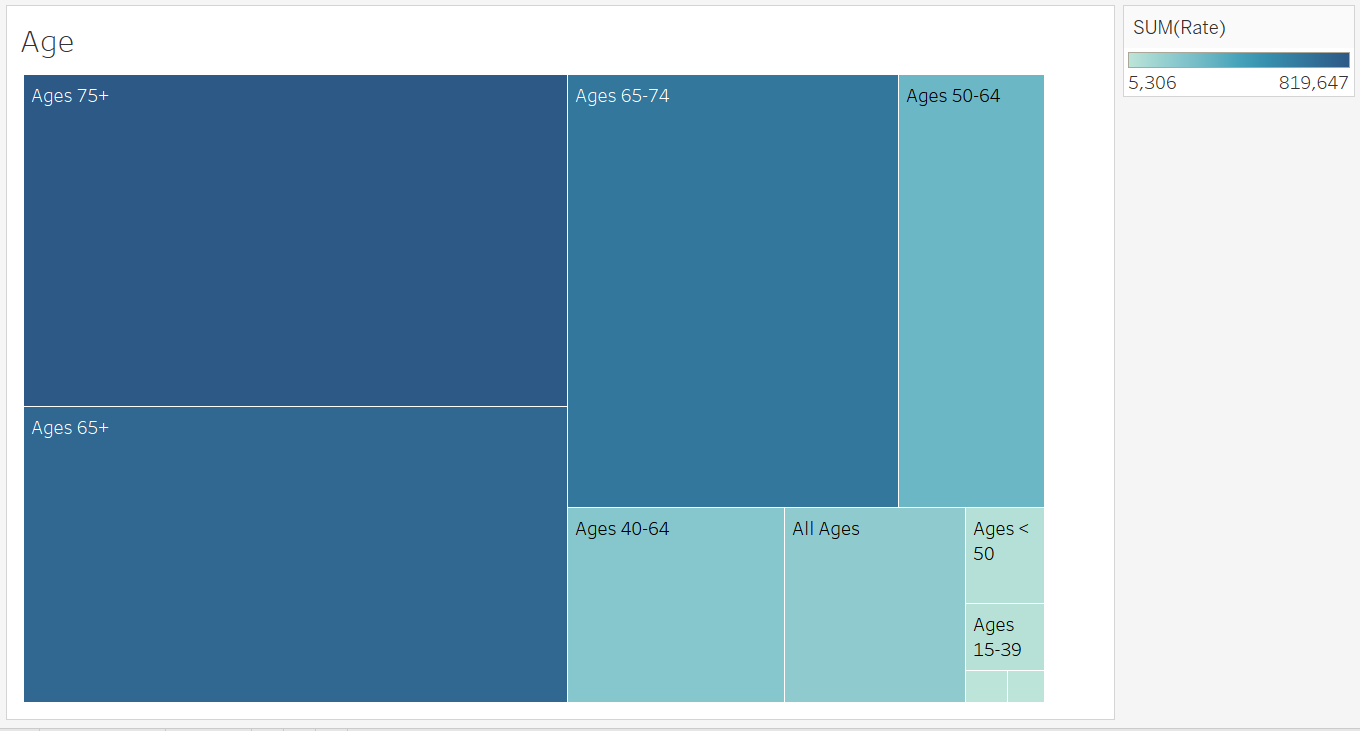 Age
Ages 75+
Ages 65+
Ages 65-74
Ages 50-64
Ages 40-64
All Ages
Ages <
50
Ages
15-39
SUM(Rate)
5,306 819,647